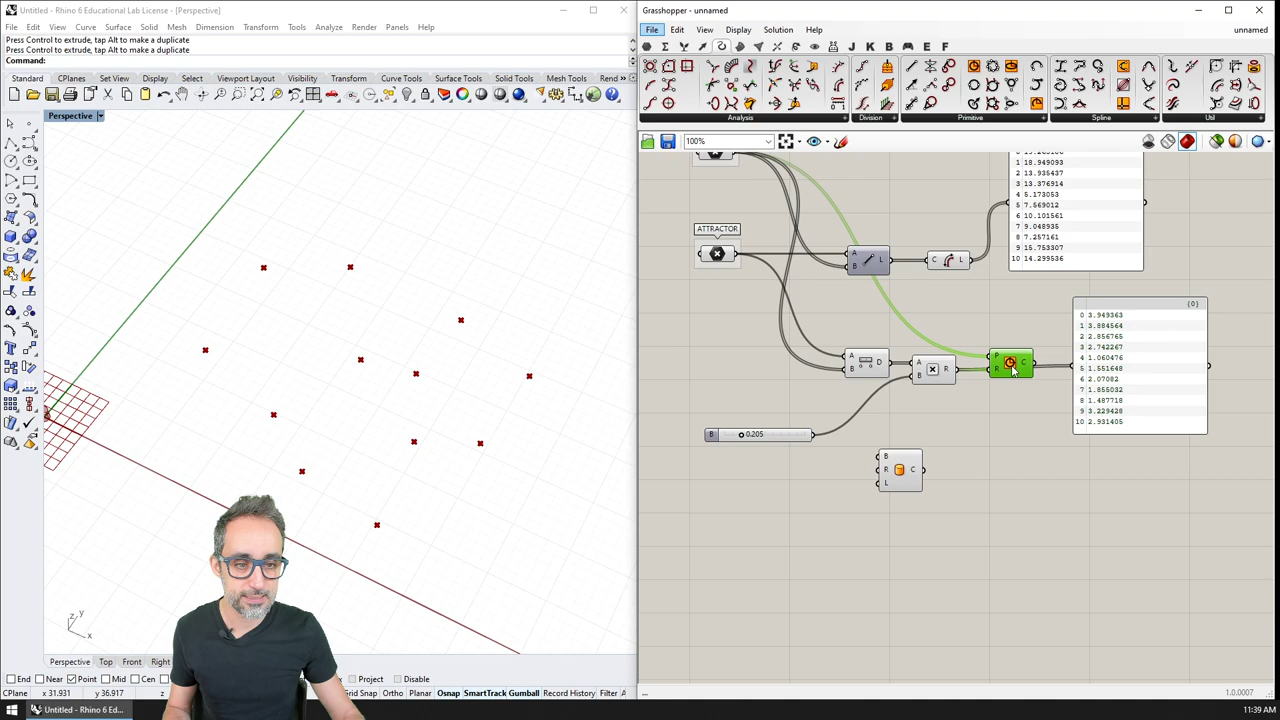 Untitled - Rhino 6 Educational Lab License - [Perspective]
File Edit View Curve Surface Solid Mesh Dimension Transform Tools Analyze Render Panels Help
Press Control to extrude, tap Alt to make a duplicate
Press Control to extrude, tap Alt to make a duplicate
Command:
Standard CPlanes Set View Display Select Viewport Layout Visibility Transform Curve Tools Surface Tools Solid Tools Mesh Tools Rend »
Perspective
z y
x
Perspective Top Front Right
End Near Point Mid Cen Project Disable
CPlane x 31.931 y 36.917 z Grid Snap Ortho Planar Osnap SmartTrack Gumball Record History Filter
Untitled - Rhino 6 Ed...
Grasshopper - unnamed
File Edit View Display Solution Help unnamed
J K B E F
Analysis Division Primitive Spline Util
100%
1 18.949093
2 13.935437
3 13.376914
4 5.173053
5 7.569012
6 10.101561
7 9.048935
8 7.257161
9 15.753307
10 14.299536
ATTRACTOR
A B L
C L
A B D
A B R
P R C
{0}
0 3.949363
1 3.884564
2 2.856765
3 2.742267
4 1.060476
5 1.551648
6 2.07082
7 1.855032
8 1.487718
9 3.229428
10 2.931405
B 0.205
B R L C
...
1.0.0007
11:39 AM